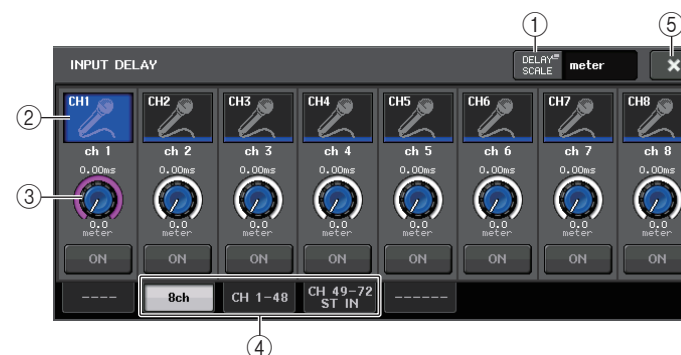 ① ⑤
INPUT DELAY DELAY SCALE meter ×
② CH1 CH2 CH3 CH4 CH5 CH6 CH7 CH8
ch 1 ch 2 ch 3 ch 4 ch 5 ch 6 ch 7 ch 8
0.00ms 0.00ms 0.00ms 0.00ms 0.00ms 0.00ms 0.00ms 0.00ms
③
0.0 0.0 0.0 0.0 0.0 0.0 0.0 0.0
meter meter meter meter meter meter meter meter
ON ON ON ON ON ON ON ON
---- 8ch CH 1-48 CH 49-72 ST IN ------
④